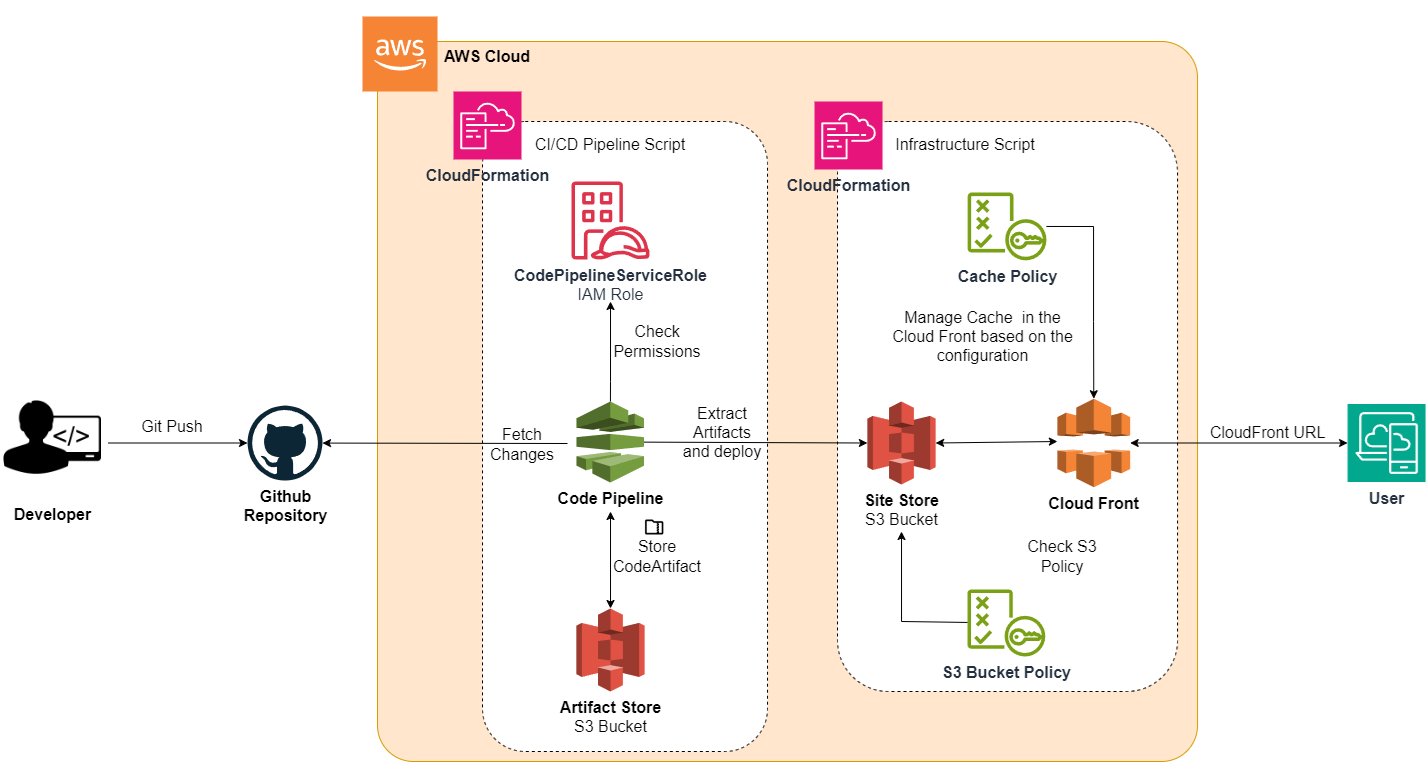 aws
AWS Cloud
CI/CD Pipeline Script
CloudFormation
Infrastructure Script
CloudFormation
CodePipelineServiceRole
IAM Role
Cache Policy
Check
Permissions
Manage Cache  in the
Cloud Front based on the
configuration
Git Push
</>
Developer
Github
Repository
Fetch
Changes
Code Pipeline
Extract
Artifacts
and deploy
Site Store
S3 Bucket
Cloud Front
CloudFront URL
User
Store
CodeArtifact
Check S3
Policy
Artifact Store
S3 Bucket
S3 Bucket Policy